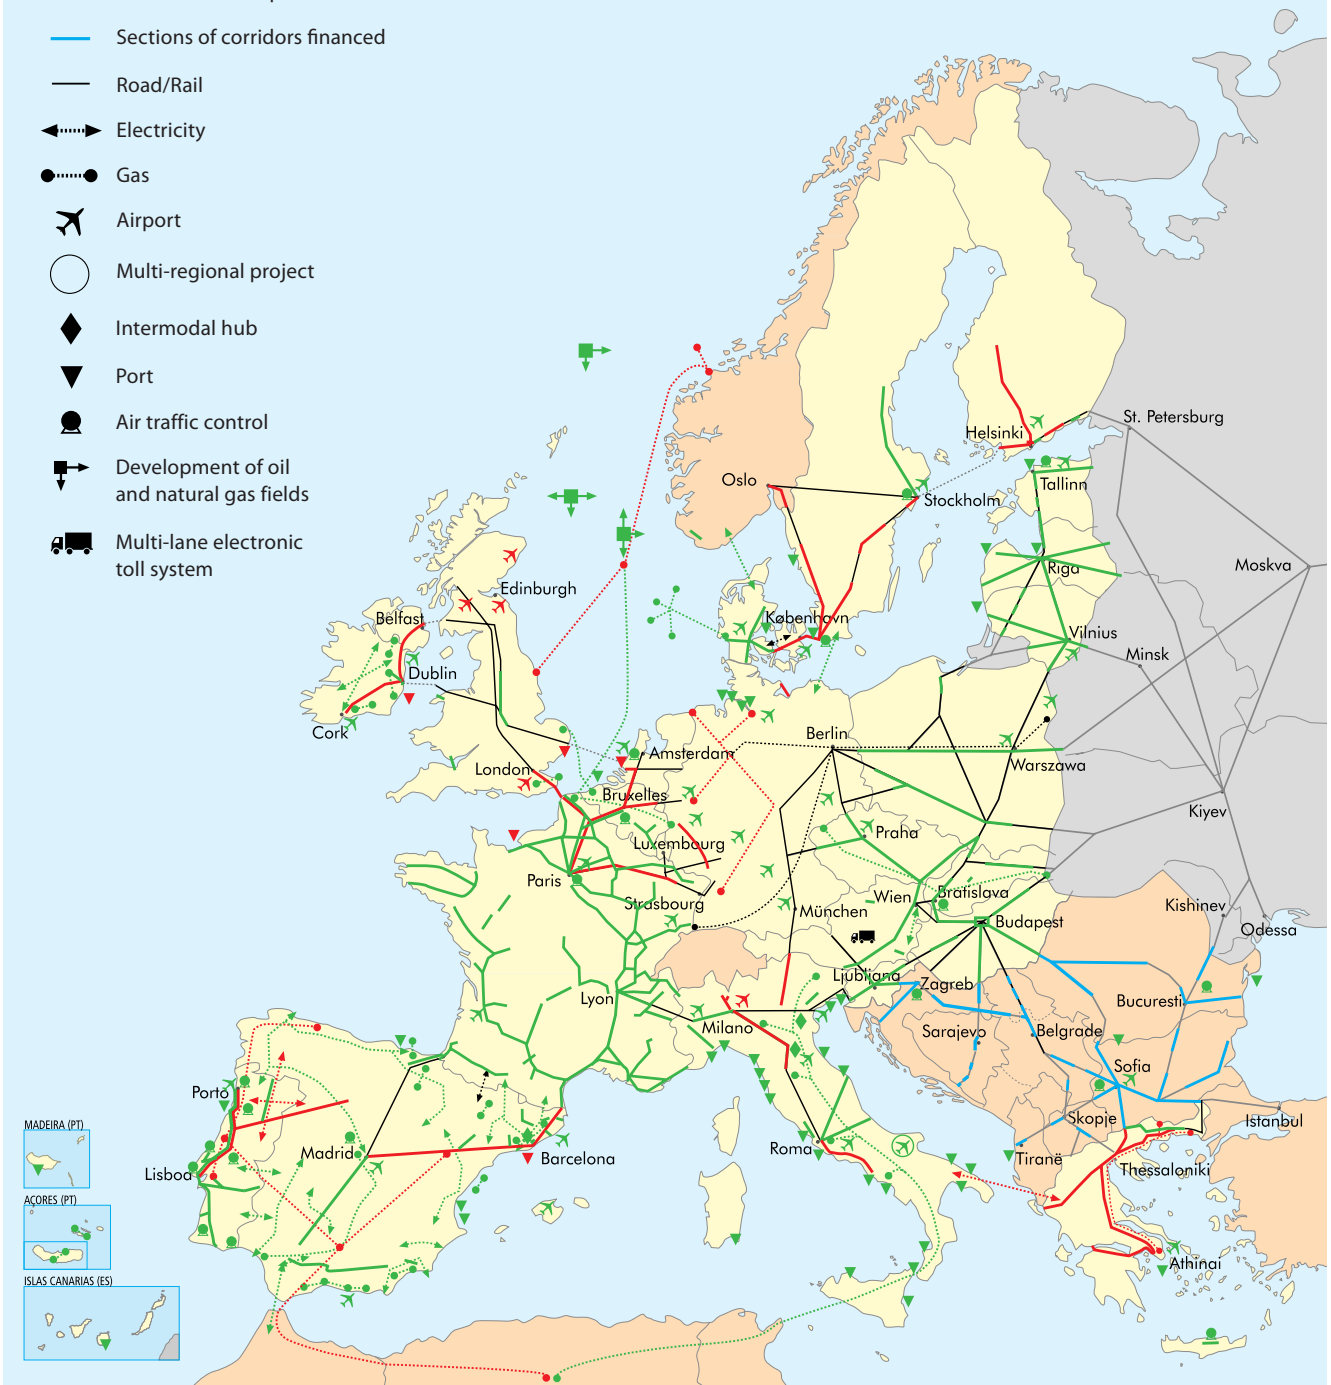 Sections of corridors financed
Road/Rail
Electricity
Gas
Airport
Multi-regional project
Intermodal hub
Port
Air traffic control
Development of oil
and natural gas fields
Multi-lane electronic
toll system
St. Petersburg
Helsinki
Oslo
Tallinn
Stockholm
Moskva
Riga
Edinburgh
København
Belfast
Vilnius
Minsk
Dublin
Cork
Berlin
Amsterdam
Warszawa
London
Bruxelles
Kiyev
Praha
Luxembourg
Paris
Bratislava
Wien
Strasbourg
München
Kishinev
Budapest
Odessa
Ljubljana
Zagreb
Lyon
Bucuresti
Milano
Sarajevo
Belgrade
Sofia
Porto
Skopje
Istanbul
MADEIRA (PT)
Madrid
Roma
Barcelona
Tiranë
Lisboa
Thessaloniki
AÇORES (PT)
Athinai
ISLAS CANARIAS (ES)